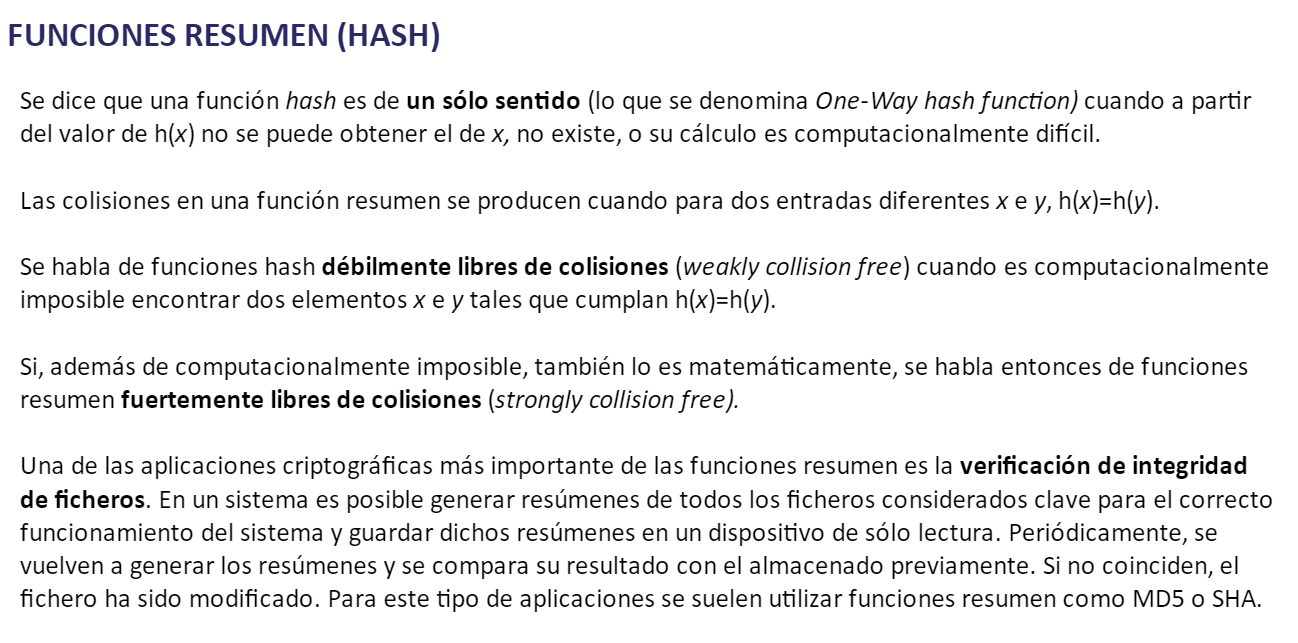 FUNCIONES RESUMEN (HASH)
Se dice que una función hash es de un sólo sentido (lo que se denomina One-Way hash function) cuando a partir
del valor de h(x) no se puede obtener el de x, no existe, o su cálculo es computacionalmente difícil.
Las colisiones en una función resumen se producen cuando para dos entradas diferentes x e y, h(x)=h(y).
Se habla de funciones hash débilmente libres de colisiones (weakly collision free) cuando es computacionalmente
imposible encontrar dos elementos x e y tales que cumplan h(x)=h(y).
Si, además de computacionalmente imposible, también lo es matemáticamente, se habla entonces de funciones
resumen fuertemente libres de colisiones (strongly collision free).
Una de las aplicaciones criptográficas más importante de las funciones resumen es la verificación de integridad
de ficheros. En un sistema es posible generar resúmenes de todos los ficheros considerados clave para el correcto
funcionamiento del sistema y guardar dichos resúmenes en un dispositivo de sólo lectura. Periódicamente, se
vuelven a generar los resúmenes y se compara su resultado con el almacenado previamente. Si no coinciden, el
fichero ha sido modificado. Para este tipo de aplicaciones se suelen utilizar funciones resumen como MD5 o SHA.